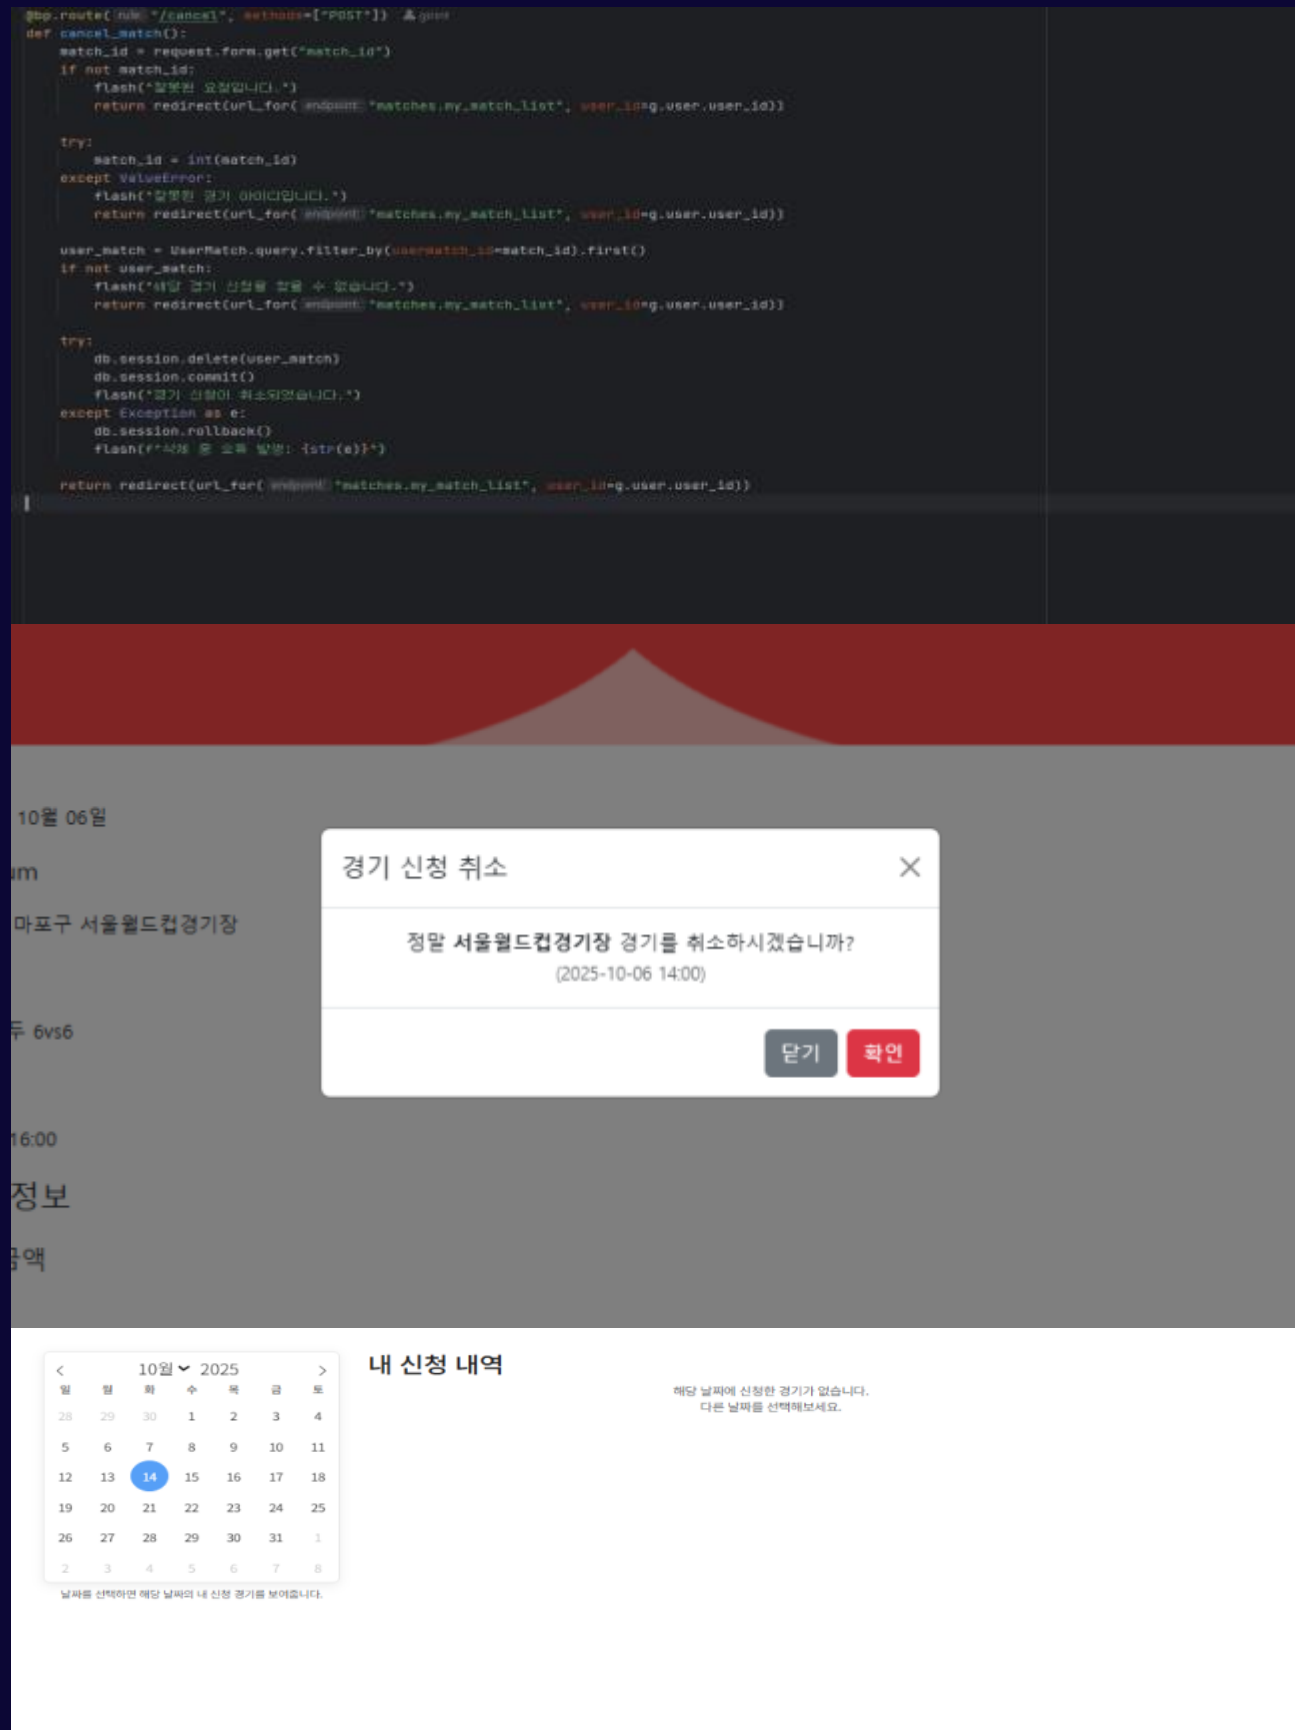 @bp.route( rule: "/cancel", methods=["POST"])
def cancel_match():
match_id = request.form.get("match_id")
if not match_id:
flash("잘못된 요청입니다.")
return redirect(url_for( endpoint: "matches.my_match_list", user_id=g.user.user_id))
try:
match_id = int(match_id)
except ValueError:
flash("잘못된 경기 아이디입니다.")
return redirect(url_for( endpoint: "matches.my_match_list", user_id=g.user.user_id))
user_match = UserMatch.query.filter_by(usermatch_id=match_id).first()
if not user_match:
flash("해당 경기 신청을 찾을 수 없습니다.")
return redirect(url_for( endpoint: "matches.my_match_list", user_id=g.user.user_id))
try:
db.session.delete(user_match)
db.session.commit()
flash("경기 신청이 취소되었습니다.")
except Exception as e:
db.session.rollback()
flash(f"삭제 중 오류 발생: {str(e)}")
return redirect(url_for( endpoint: "matches.my_match_list", user_id=g.user.user_id))
10월 06일
um
마포구 서울월드컵경기장
두 6vs6
16:00
정보
금액
경기 신청 취소
정말 서울월드컵경기장 경기를 취소하시겠습니까?
(2025-10-06 14:00)
닫기 확인
10월 2025
일 월 화 수 목 금 토
28 29 30 1 2 3 4
5 6 7 8 9 10 11
12 13 14 15 16 17 18
19 20 21 22 23 24 25
26 27 28 29 30 31 1
2 3 4 5 6 7 8
날짜를 선택하면 해당 날짜의 내 신청 경기를 보여줍니다.
내 신청 내역
해당 날짜에 신청한 경기가 없습니다.
다른 날짜를 선택해보세요.